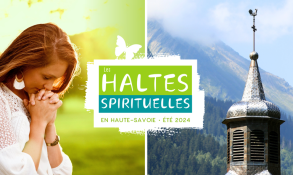 LES
HALTES
SPIRITUELLES
EN HAUTE-SAVOIE · ÉTÉ 2024